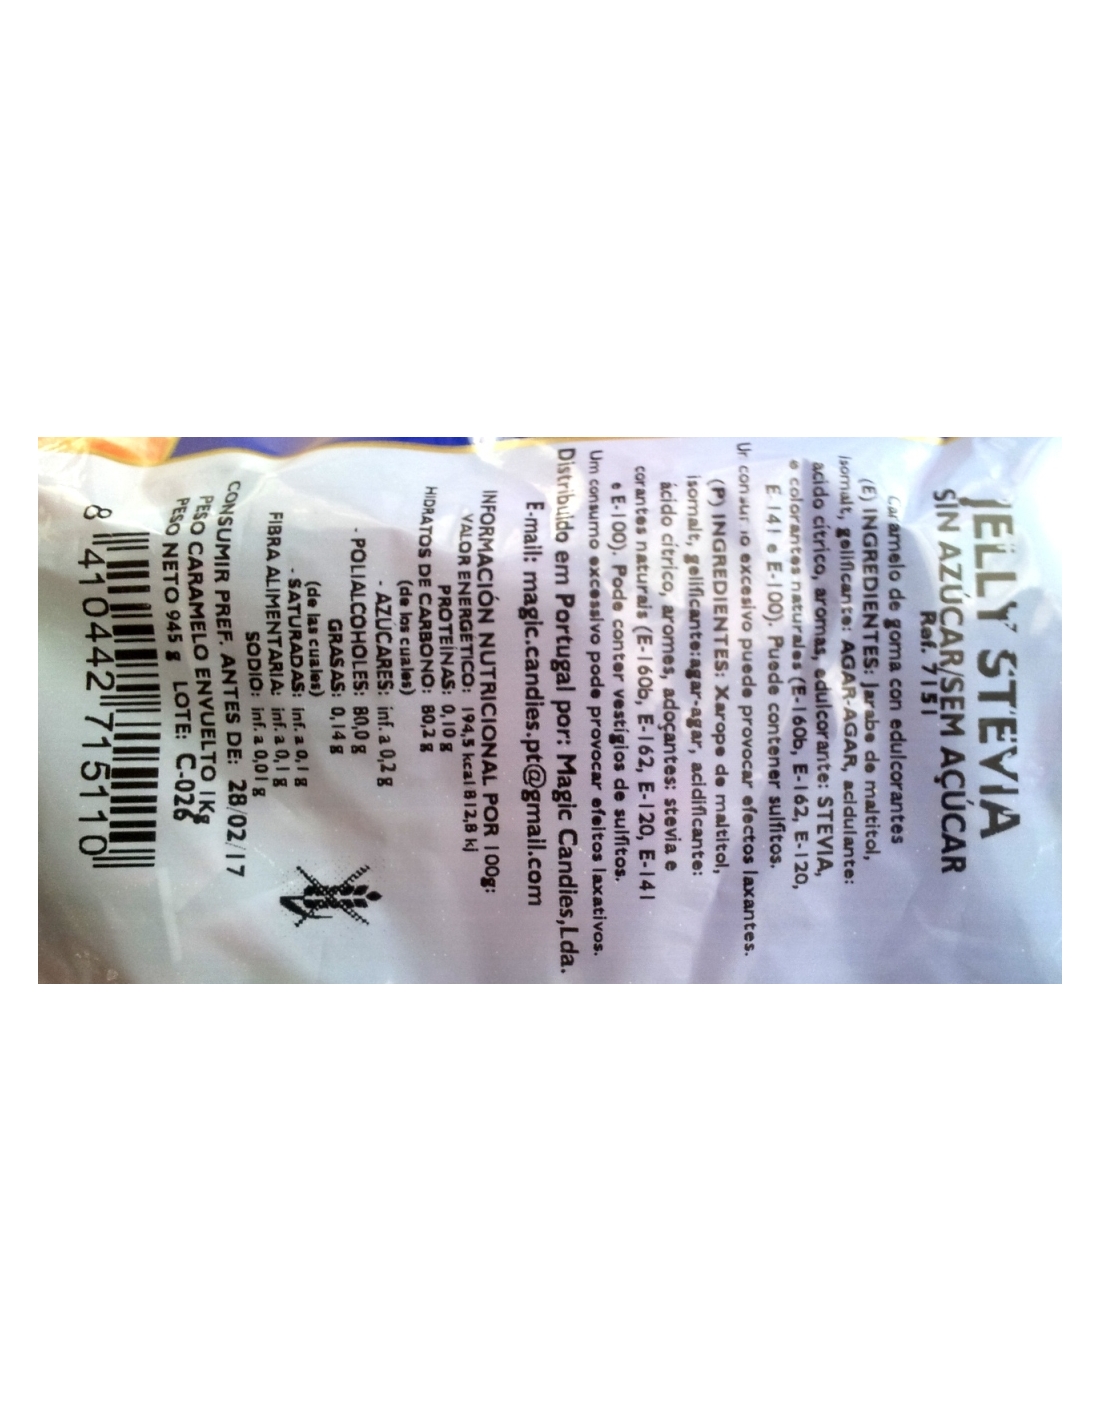 JELLY STEVIA
SIN AZÚCAR/SEM AÇÚCAR
Ref. 7151
Caramelo de goma con edulcorantes
(E) INGREDIENTES: Jarabe de maltitol,
isomalt, gelificante: AGAR-AGAR, acidulante:
acido cítrico, aromas, edulcorante: STEVIA,
e colorantes naturales (E-160b, E-162, E-120,
E-141 e E-100). Puede contener sulfitos.
Un consumo excesivo puede provocar efectos laxantes.
(P) INGREDIENTES: Xarope de maltitol,
isomalt, gelificante:agar-agar, acidificante:
ácido cítrico, aromes, adoçantes: stevia e
corantes naturais (E-160b, E-162, E-120, E-141
e E-100). Pode conter vestígios de sulfitos.
Um consumo excessivo pode provocar efeitos laxativos.
Distribuído em Portugal por: Magic Candies,Lda.
E.mail: magic.candies.pt@gmail.com
INFORMACIÓN NUTRICIONAL POR 100g:
VALOR ENERGÉTICO: 194,5 kcal 812,8 kj
PROTEÍNAS: 0,10 g
HIDRATOS DE CARBONO: 80,2 g
(de los cuales)
- AZÚCARES: inf. a 0,2 g
- POLIALCOHOLES: 80,0 g
GRASAS: 0,14 g
(de las cuales)
- SATURADAS: inf. a 0,1 g
FIBRA ALIMENTARIA: inf. a 0,1 g
SODIO: inf. a 0,01 g
CONSUMIR PREF. ANTES DE: 28/02/17
PESO CARAMELO ENVUELTO 1Kg
PESO NETO 945 g LOTE: C-026
8 410442 715110